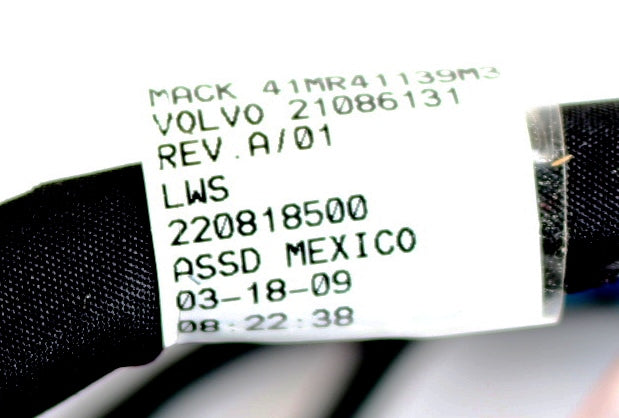 MACK 41MR41139M3
VOLVO 21086131
REV.A/01
LWS
220818500
ASSD MEXICO
03-18-09
08:22:38